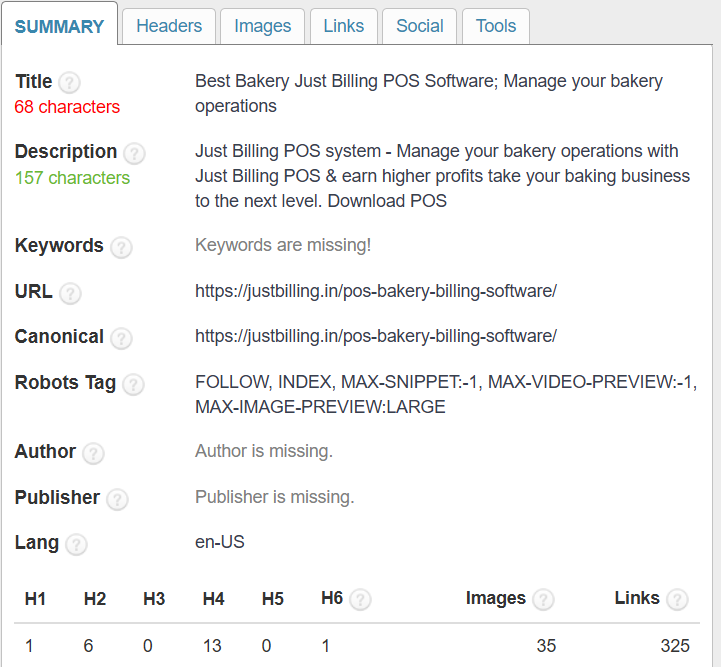 SUMMARY Headers Images Links Social Tools
Title ? Best Bakery Just Billing POS Software; Manage your bakery
68 characters operations
Description ? Just Billing POS system - Manage your bakery operations with
157 characters Just Billing POS & earn higher profits take your baking business
to the next level. Download POS
Keywords ? Keywords are missing!
URL ? https://justbilling.in/pos-bakery-billing-software/
Canonical ? https://justbilling.in/pos-bakery-billing-software/
Robots Tag ? FOLLOW, INDEX, MAX-SNIPPET:-1, MAX-VIDEO-PREVIEW:-1,
MAX-IMAGE-PREVIEW:LARGE
Author ? Author is missing.
Publisher ? Publisher is missing.
Lang ? en-US
H1 H2 H3 H4 H5 H6 ? Images ? Links ?
1 6 0 13 0 1 35 325